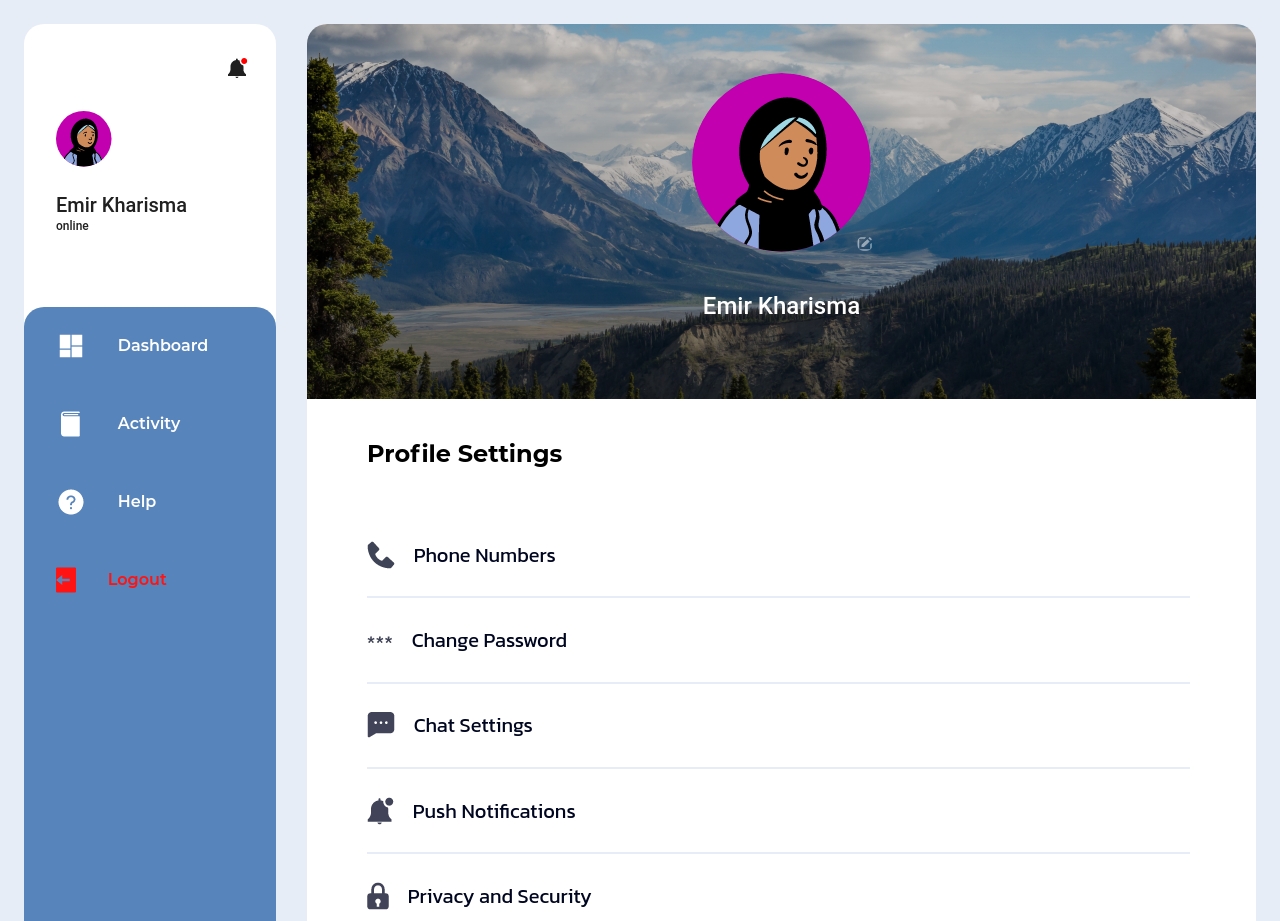 Emir Kharisma
online
Dashboard
Activity
Help
Logout
Emir Kharisma
Profile Settings
Phone Numbers
*** Change Password
Chat Settings
Push Notifications
Privacy and Security